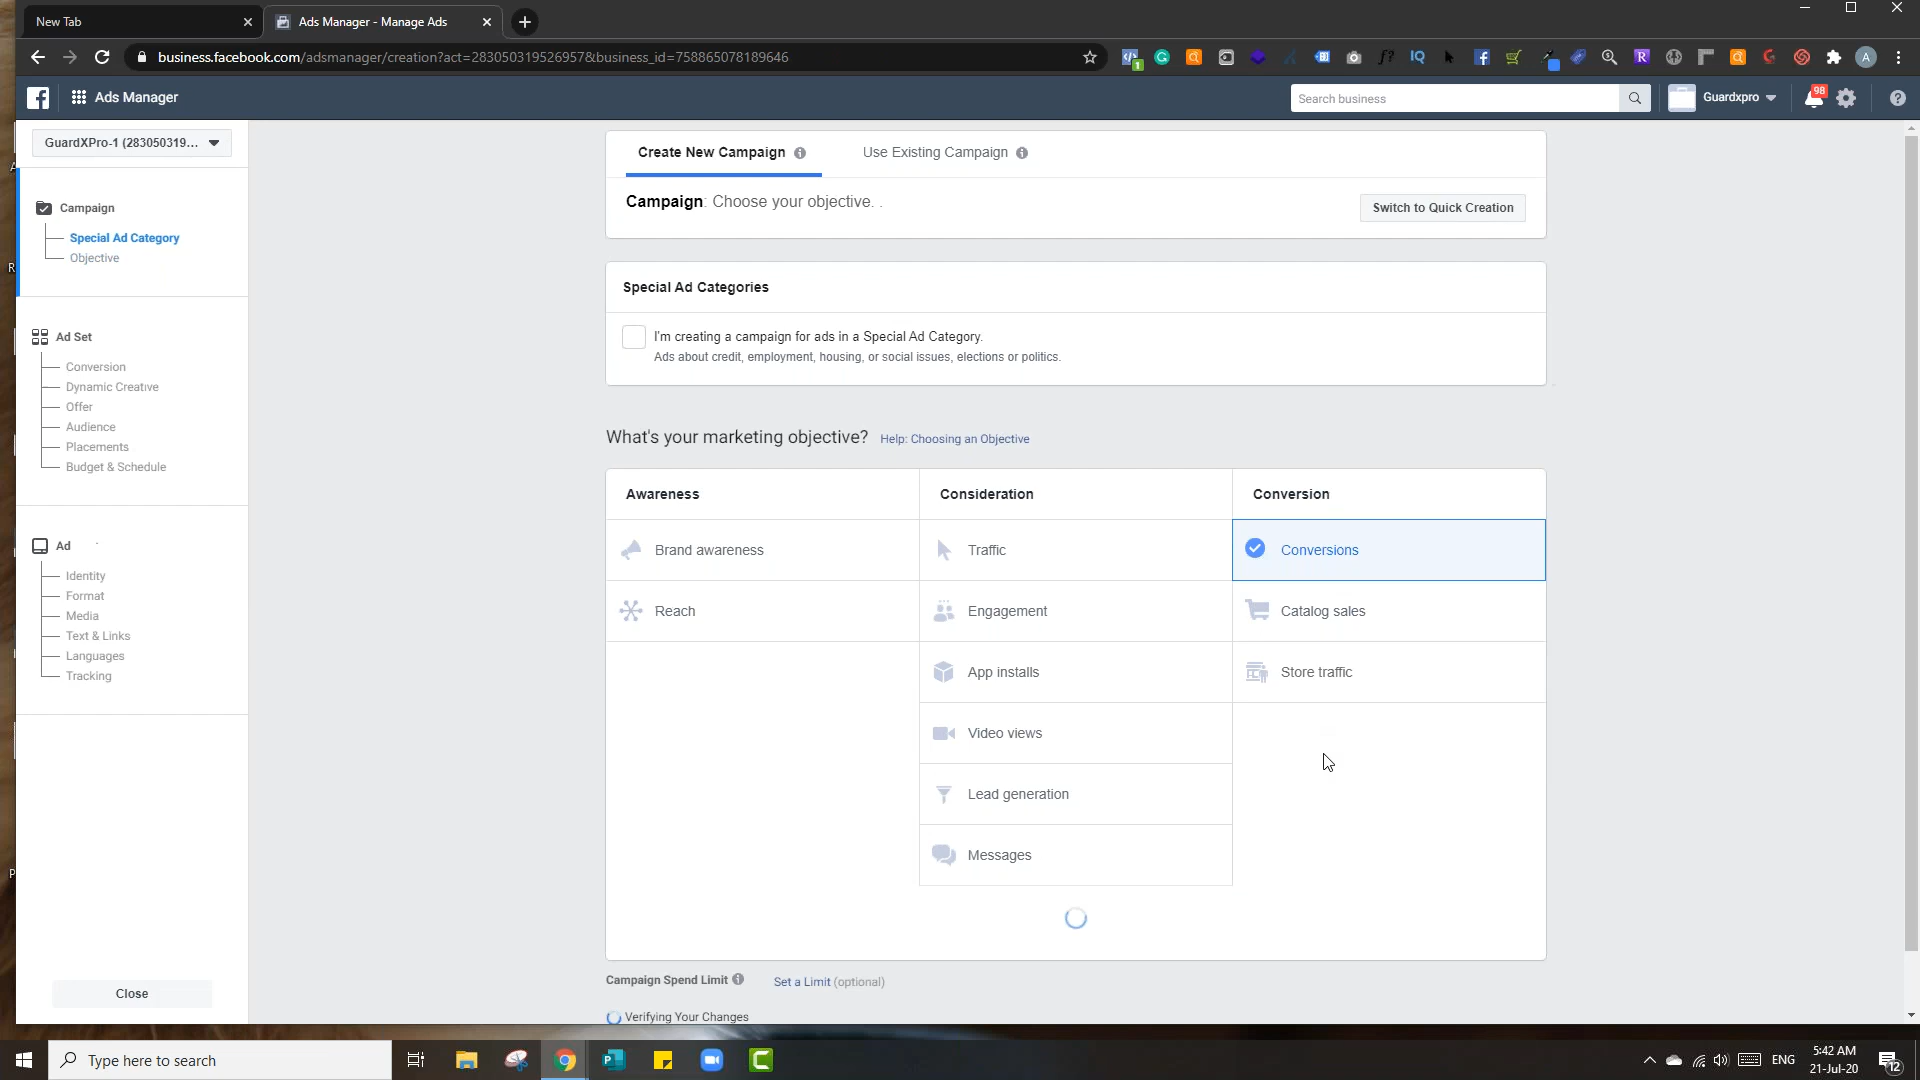 New Tab
Ads Manager - Manage Ads
business.facebook.com/adsmanager/creation?act=283050319526957&business_id=758865078189646
Ads Manager
Search business
Guardxpro
98
GuardXPro-1 (283050319...
Campaign
Special Ad Category
Objective
Ad Set
Conversion
Dynamic Creative
Offer
Audience
Placements
Budget & Schedule
Ad
Identity
Format
Media
Text & Links
Languages
Tracking
Close
Create New Campaign
Use Existing Campaign
Campaign: Choose your objective. .
Switch to Quick Creation
Special Ad Categories
I'm creating a campaign for ads in a Special Ad Category.
Ads about credit, employment, housing, or social issues, elections or politics.
What's your marketing objective? Help: Choosing an Objective
Awareness
Consideration
Conversion
Brand awareness
Traffic
Conversions
Reach
Engagement
Catalog sales
App installs
Store traffic
Video views
Lead generation
Messages
Campaign Spend Limit
Set a Limit (optional)
Verifying Your Changes
Type here to search
ENG
5:42 AM
21-Jul-20
12